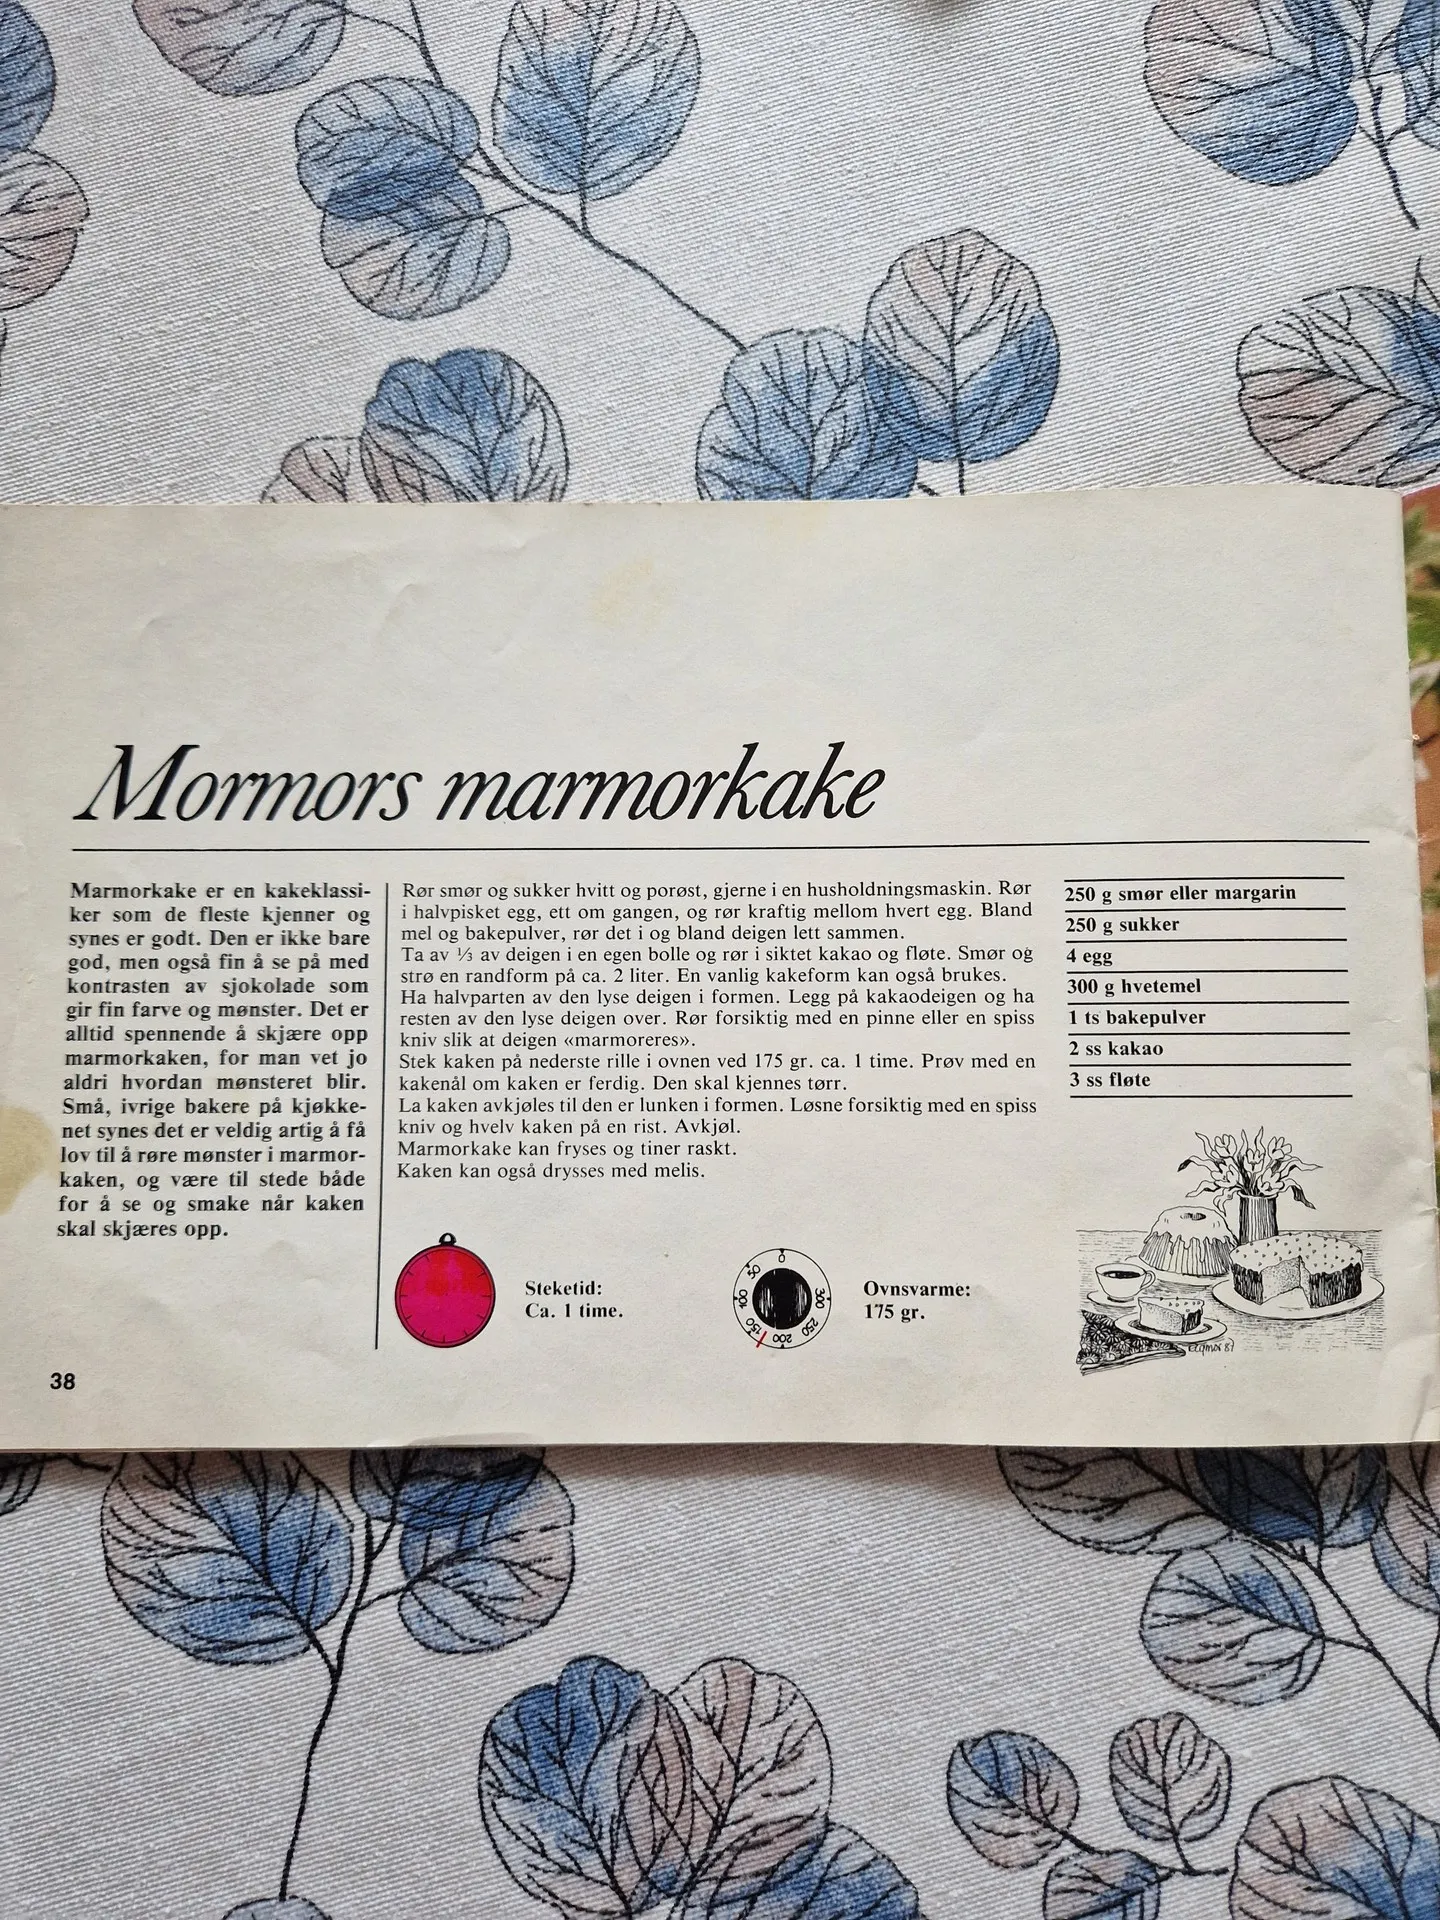 Mormors marmorkake
Marmorkake er en kakeklassi-
ker som de fleste kjenner og
synes er godt. Den er ikke bare
god, men også fin å se på med
kontrasten av sjokolade som
gir fin farve og mønster. Det er
alltid spennende å skjære opp
marmorkaken, for man vet jo
aldri hvordan mønsteret blir.
Små, ivrige bakere på kjøkke-
net synes det er veldig artig å få
lov til å røre mønster i marmor-
kaken, og være til stede både
for å se og smake når kaken
skal skjæres opp.
Rør smør og sukker hvitt og porøst, gjerne i en husholdningsmaskin. Rør
i halvpisket egg, ett om gangen, og rør kraftig mellom hvert egg. Bland
mel og bakepulver, rør det i og bland deigen lett sammen.
Ta av ⅓ av deigen i en egen bolle og rør i siktet kakao og fløte. Smør og
strø en randform på ca. 2 liter. En vanlig kakeform kan også brukes.
Ha halvparten av den lyse deigen i formen. Legg på kakaodeigen og ha
resten av den lyse deigen over. Rør forsiktig med en pinne eller en spiss
kniv slik at deigen «marmoreres».
Stek kaken på nederste rille i ovnen ved 175 gr. ca. 1 time. Prøv med en
kakenål om kaken er ferdig. Den skal kjennes tørr.
La kaken avkjøles til den er lunken i formen. Løsne forsiktig med en spiss
kniv og hvelv kaken på en rist. Avkjøl.
Marmorkake kan fryses og tiner raskt.
Kaken kan også drysses med melis.
250 g smør eller margarin
250 g sukker
4 egg
300 g hvetemel
1 ts bakepulver
2 ss kakao
3 ss fløte
Steketid:
Ca. 1 time.
0
50
100
150
200
250
300
Ovnsvarme:
175 gr.
38